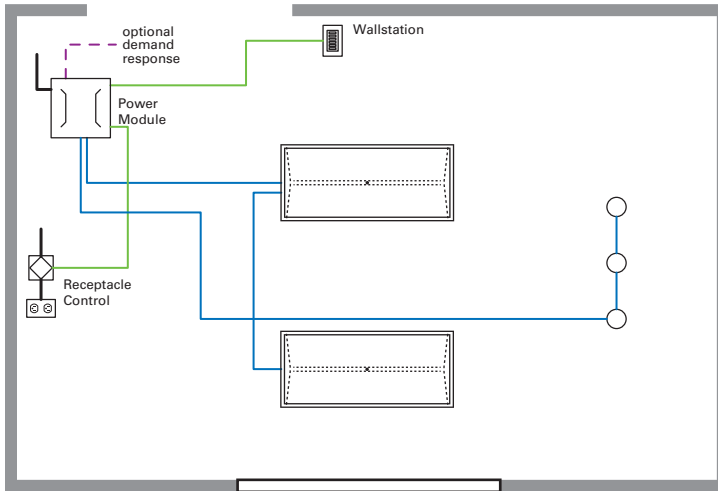 optional
demand
response
Wallstation
Power
Module
Receptacle
Control